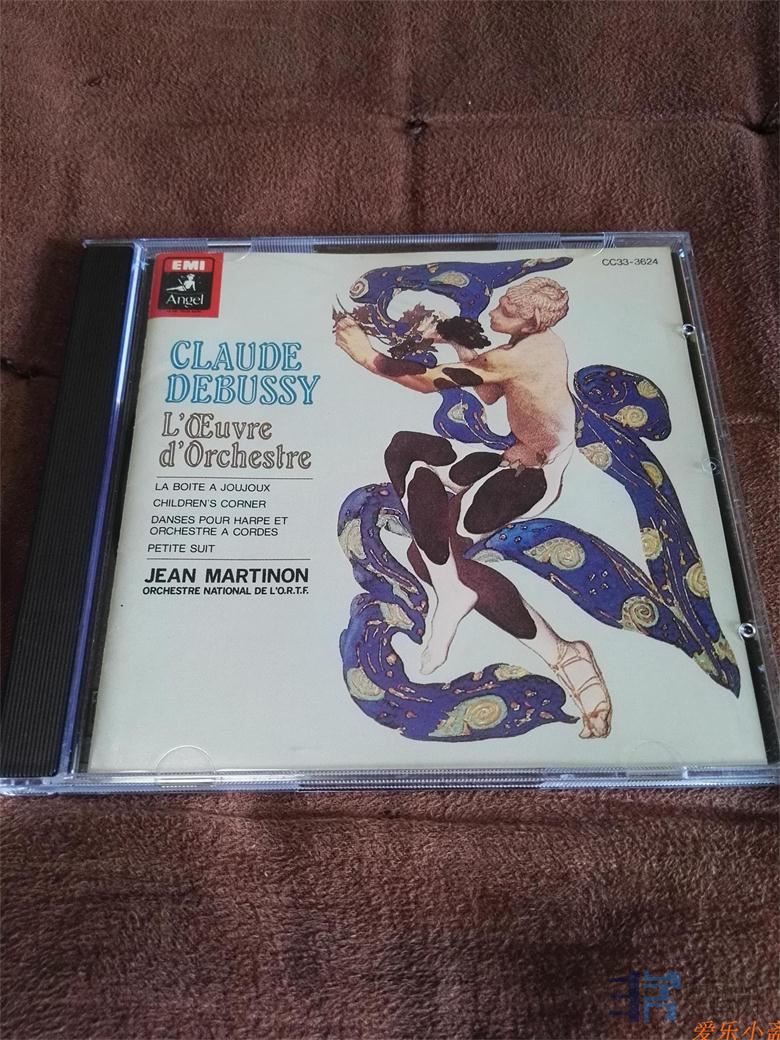 EMI
Angel
CC33-3624
CLAUDE
DEBUSSY
L'Œuvre
d'Orchestre
LA BOITE A JOUJOUX
CHILDREN'S CORNER
DANSES POUR HARPE ET
ORCHESTRE A CORDES
PETITE SUIT
JEAN MARTINON
ORCHESTRE NATIONAL DE L'O.R.T.F.
爱乐小斋